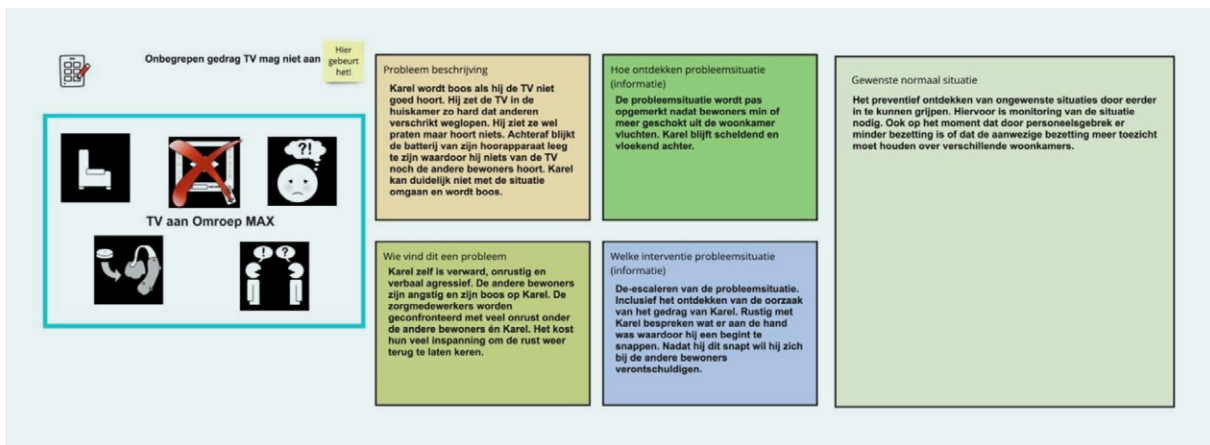 Onbegrepen gedrag TV mag niet aan
Hier
gebeurt
het!
?!
TV aan Omroep MAX
! ?
Probleem beschrijving
Karel wordt boos als hij de TV niet
goed hoort. Hij zet de TV in de
huiskamer zo hard dat anderen
verschrikt weglopen. Hij ziet ze wel
praten maar hoort niets. Achteraf blijkt
de batterij van zijn hoorapparaat leeg
te zijn waardoor hij niets van de TV
noch de andere bewoners hoort. Karel
kan duidelijk niet met de situatie
omgaan en wordt boos.
Hoe ontdekken probleemsituatie
(informatie)
De probleemsituatie wordt pas
opgemerkt nadat bewoners min of
meer geschokt uit de woonkamer
vluchten. Karel blijft scheldend en
vloekend achter.
Wie vind dit een probleem
Karel zelf is verward, onrustig en
verbaal agressief. De andere bewoners
zijn angstig en zijn boos op Karel. De
zorgmedewerkers worden
geconfronteerd met veel onrust onder
de andere bewoners én Karel. Het kost
hun veel inspanning om de rust weer
terug te laten keren.
Welke interventie probleemsituatie
(informatie)
De-escaleren van de probleemsituatie.
Inclusief het ontdekken van de oorzaak
van het gedrag van Karel. Rustig met
Karel bespreken wat er aan de hand
was waardoor hij een begint te
snappen. Nadat hij dit snapt wil hij zich
bij de andere bewoners
verontschuldigen.
Gewenste normaal situatie
Het preventief ontdekken van ongewenste situaties door eerder
in te kunnen grijpen. Hiervoor is monitoring van de situatie
nodig. Ook op het moment dat door personeelsgebrek er
minder bezetting is of dat de aanwezige bezetting meer toezicht
moet houden over verschillende woonkamers.